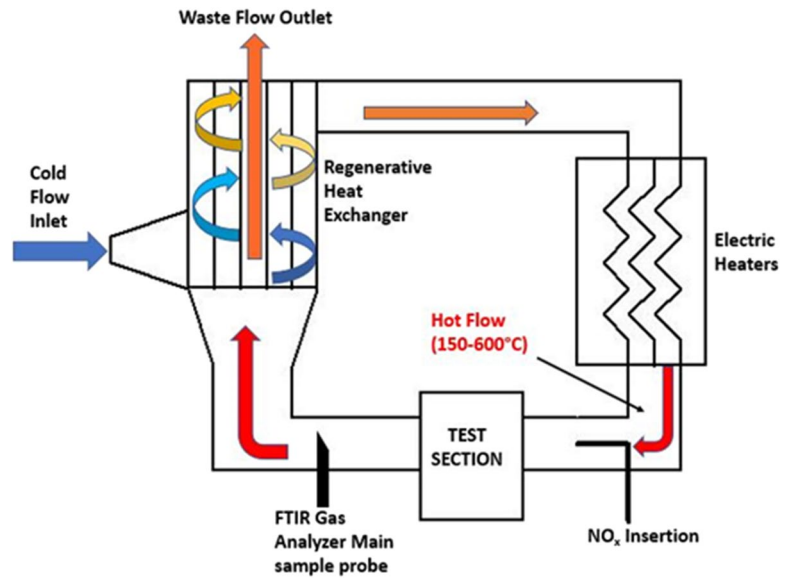 Waste Flow Outlet
Cold
Flow
Inlet
Regenerative
Heat
Exchanger
Electric
Heaters
Hot Flow
(150-600°C)
TEST
SECTION
FTIR Gas
Analyzer Main
sample probe
NOx Insertion